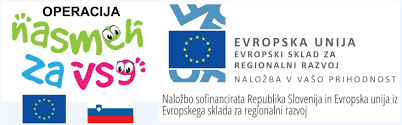 OPERACIJA
nasmeh
za vse
EVROPSKA UNIJA
EVROPSKI SKLAD ZA
REGIONALNI RAZVOJ
NALOŽBA V VAŠO PRIHODNOST
Naložbo sofinancirata Republika Slovenija in Evropska unija iz
Evropskega sklada za regionalni razvoj